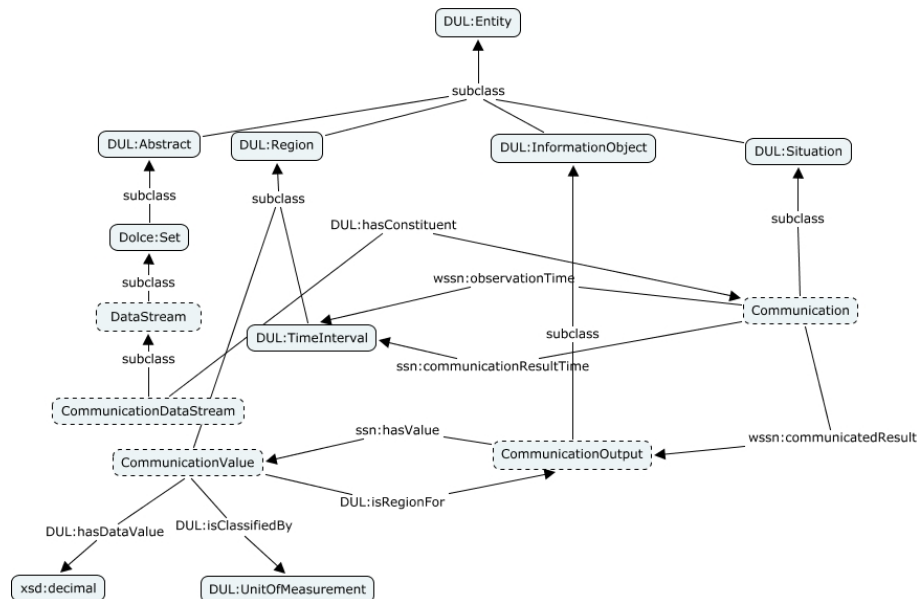 DUL:Entity
subclass
DUL:Abstract
DUL:Region
DUL:InformationObject
DUL:Situation
subclass
subclass
subclass
DUL:hasConstituent
Dolce:Set
subclass
wssn:observationTime
DataStream
Communication
DUL:TimeInterval
subclass
subclass
ssn:communicationResultTime
CommunicationDataStream
ssn:hasValue
wssn:communicatedResult
CommunicationValue
CommunicationOutput
DUL:isRegionFor
DUL:hasDataValue
DUL:isClassifiedBy
xsd:decimal
DUL:UnitOfMeasurement